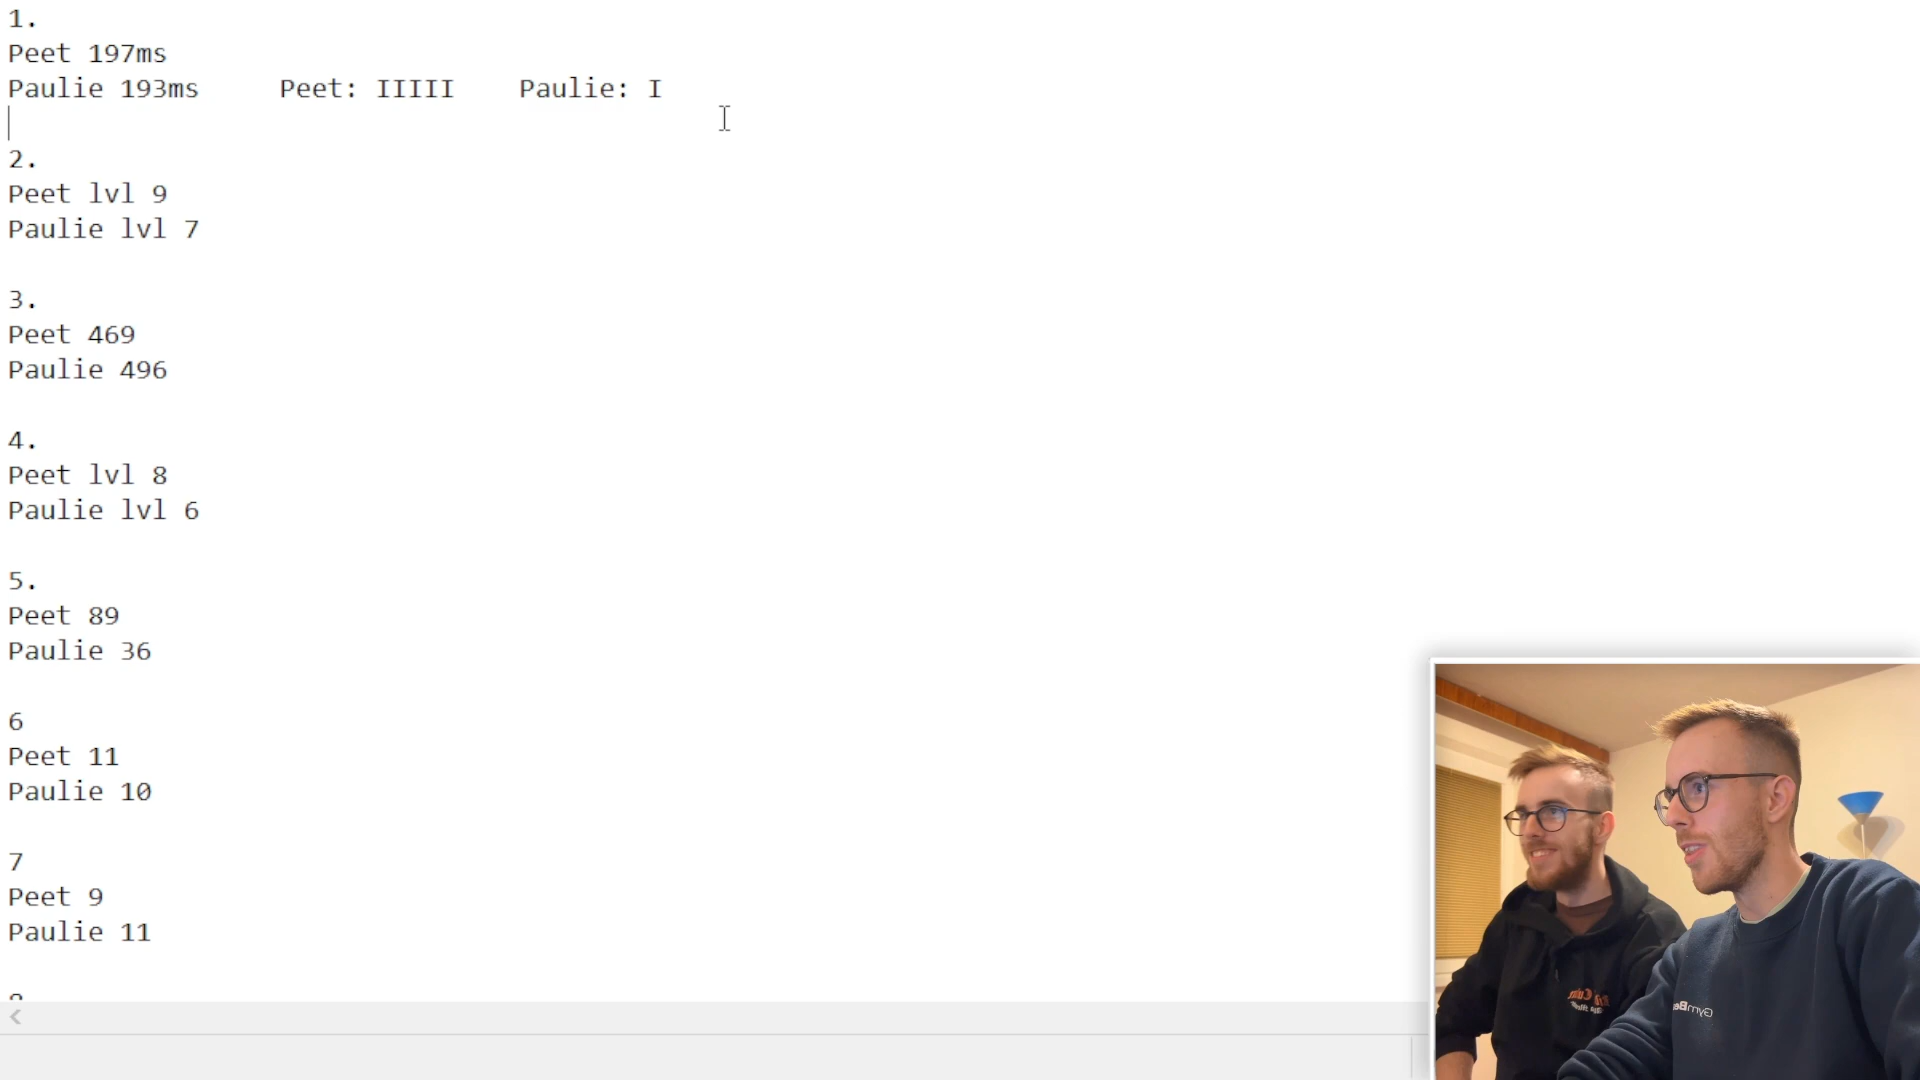 1.
Peet 197ms
Paulie 193ms     Peet: IIIII    Paulie: I
2.
Peet lvl 9
Paulie lvl 7
3.
Peet 469
Paulie 496
4.
Peet lvl 8
Paulie lvl 6
5.
Peet 89
Paulie 36
6
Peet 11
Paulie 10
7
Peet 9
Paulie 11